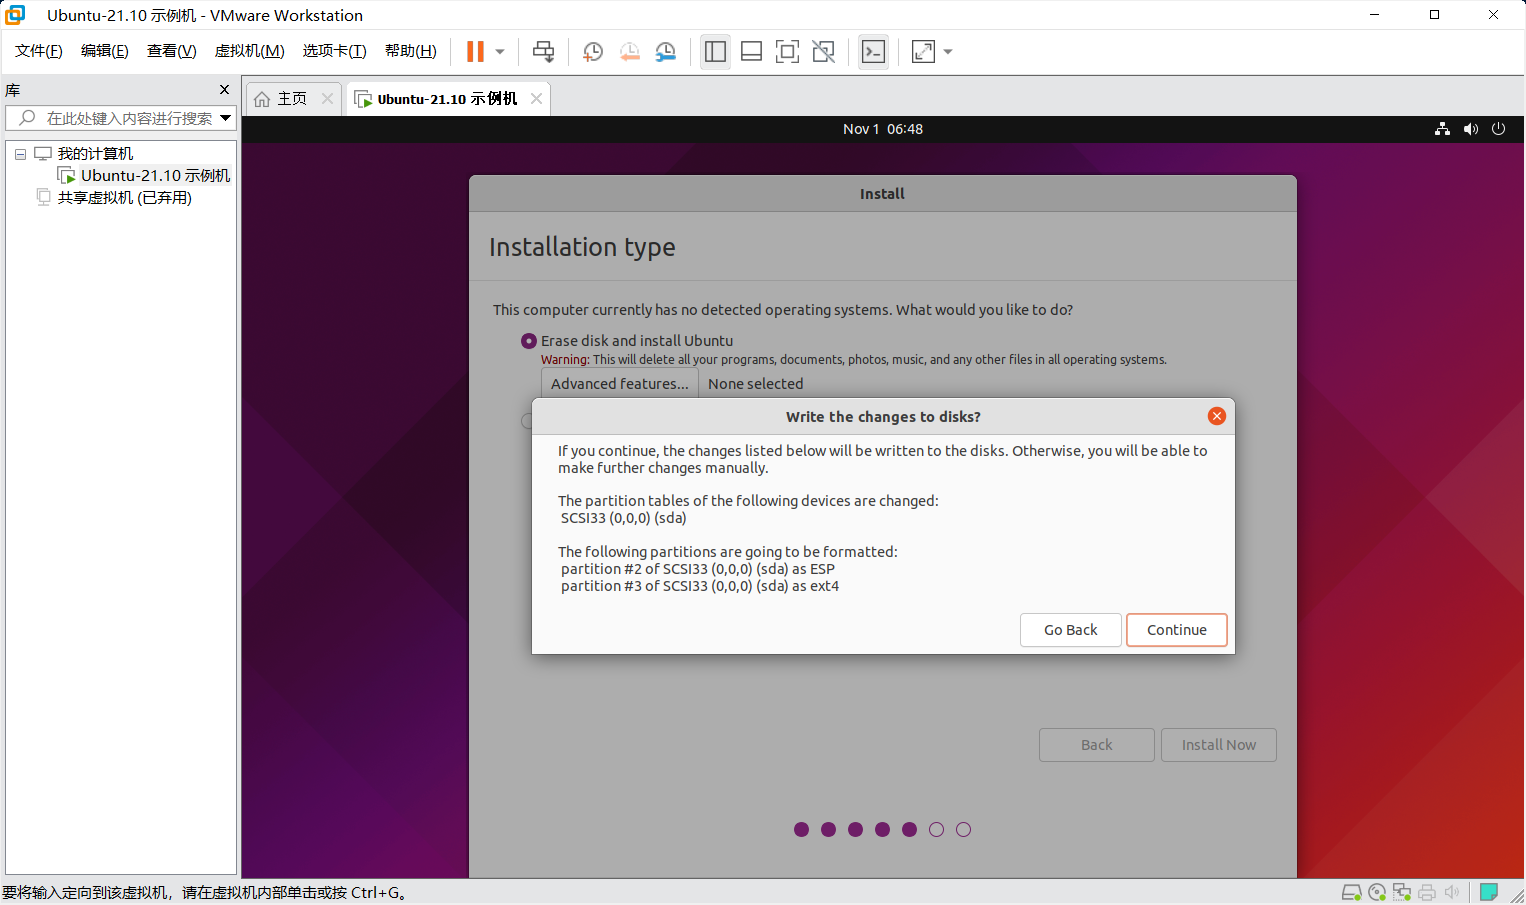 Ubuntu-21.10 示例机 - VMware Workstation
文件(F) 编辑(E) 查看(V) 虚拟机(M) 选项卡(T) 帮助(H)
库
在此处键入内容进行搜索
我的计算机
Ubuntu-21.10 示例机
共享虚拟机 (已弃用)
主页
Ubuntu-21.10 示例机
Nov 1 06:48
Install
Installation type
This computer currently has no detected operating systems. What would you like to do?
Erase disk and install Ubuntu
Warning: This will delete all your programs, documents, photos, music, and any other files in all operating systems.
Advanced features... None selected
Write the changes to disks?
If you continue, the changes listed below will be written to the disks. Otherwise, you will be able to
make further changes manually.
The partition tables of the following devices are changed:
SCSI33 (0,0,0) (sda)
The following partitions are going to be formatted:
partition #2 of SCSI33 (0,0,0) (sda) as ESP
partition #3 of SCSI33 (0,0,0) (sda) as ext4
Go Back Continue
Back Install Now
要将输入定向到该虚拟机，请在虚拟机内部单击或按 Ctrl+G。